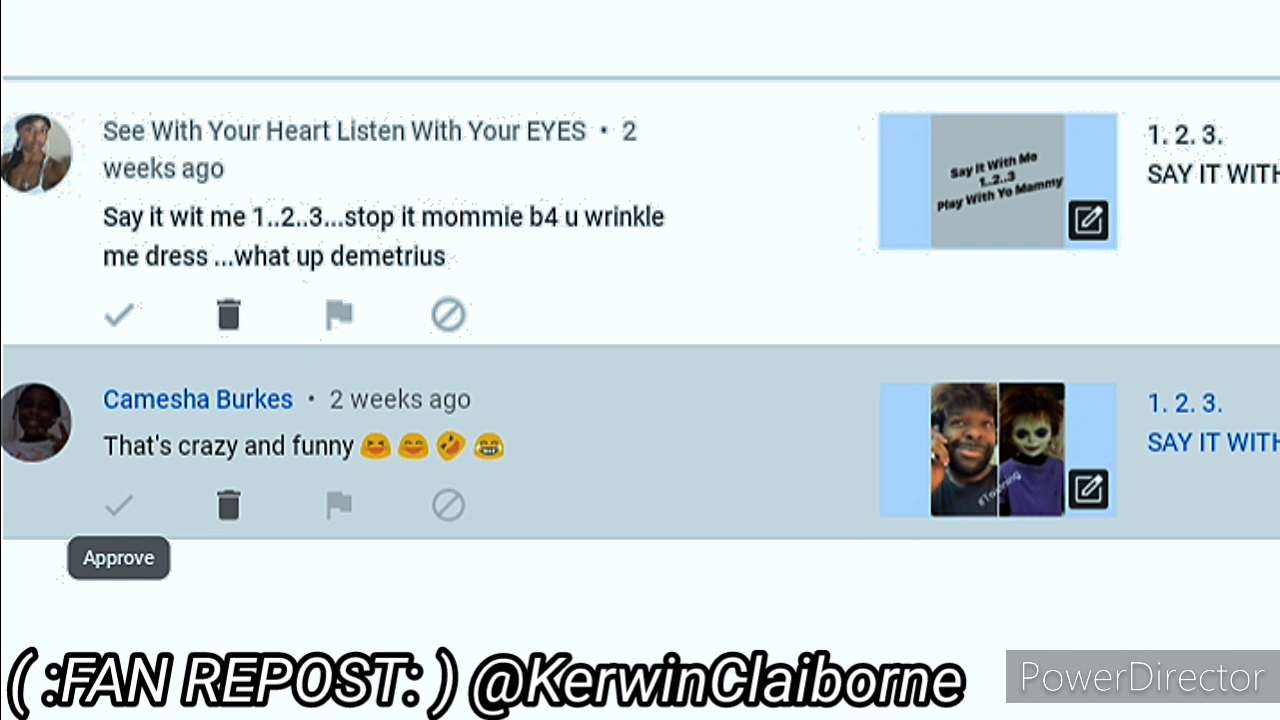 See With Your Heart Listen With Your EYES • 2
weeks ago
Say it wit me 1..2..3...stop it mommie b4 u wrinkle
me dress ...what up demetrius
Say It With Me
1..2..3
Play With Yo Mammy
1. 2. 3.
SAY IT WITH
Camesha Burkes • 2 weeks ago
That's crazy and funny 😆 😄 🤣 😂
1. 2. 3.
SAY IT WITH
Approve
( :FAN REPOST: ) @KerwinClaiborne
PowerDirector